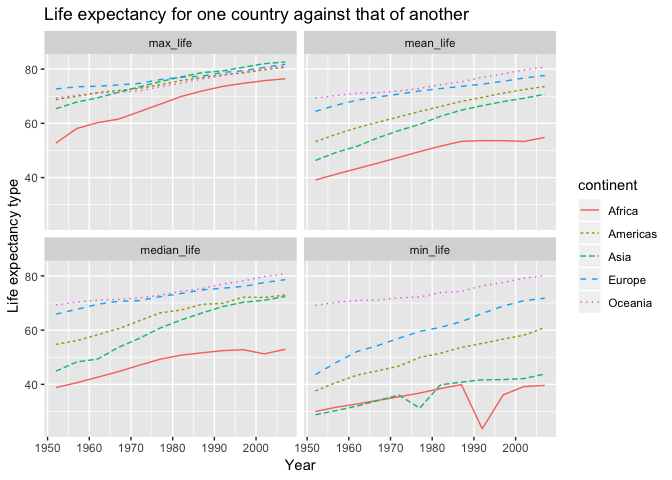 Life expectancy for one country against that of another
max_life
mean_life
80
60
40
median_life
min_life
80
60
40
1950 1960 1970 1980 1990 2000
1950 1960 1970 1980 1990 2000
Year
Life expectancy type
continent
Africa
Americas
Asia
Europe
Oceania